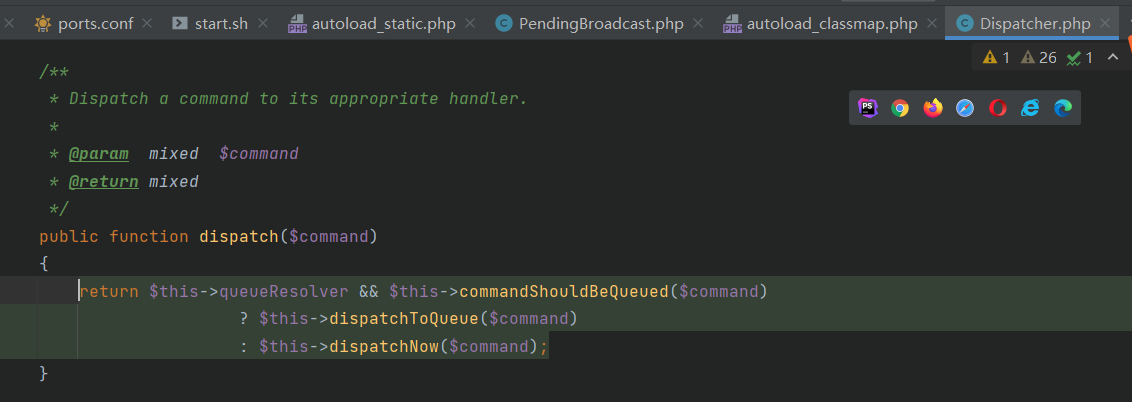 ports.conf start.sh autoload_static.php PendingBroadcast.php autoload_classmap.php Dispatcher.php
1 26 1
/**
* Dispatch a command to its appropriate handler.
*
* @param mixed $command
* @return mixed
*/
public function dispatch($command)
{
return $this->queueResolver && $this->commandShouldBeQueued($command)
? $this->dispatchToQueue($command)
: $this->dispatchNow($command);
}